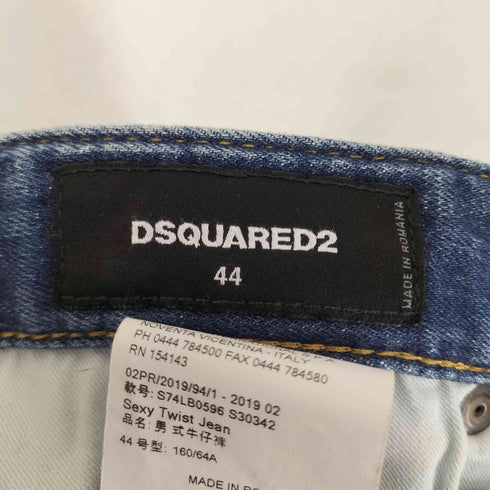 DSQUARED2
44
MADE IN ROMANIA
NOVENTA VICENTINA - ITALY
PH 0444 784500 FAX 0444 784580
RN 154143
02PR/2019/94/1 - 2019 02
款号: S74LB0596 S30342
Sexy Twist Jean
品名: 男 式牛仔裤
44 号型: 160/64A
MADE IN